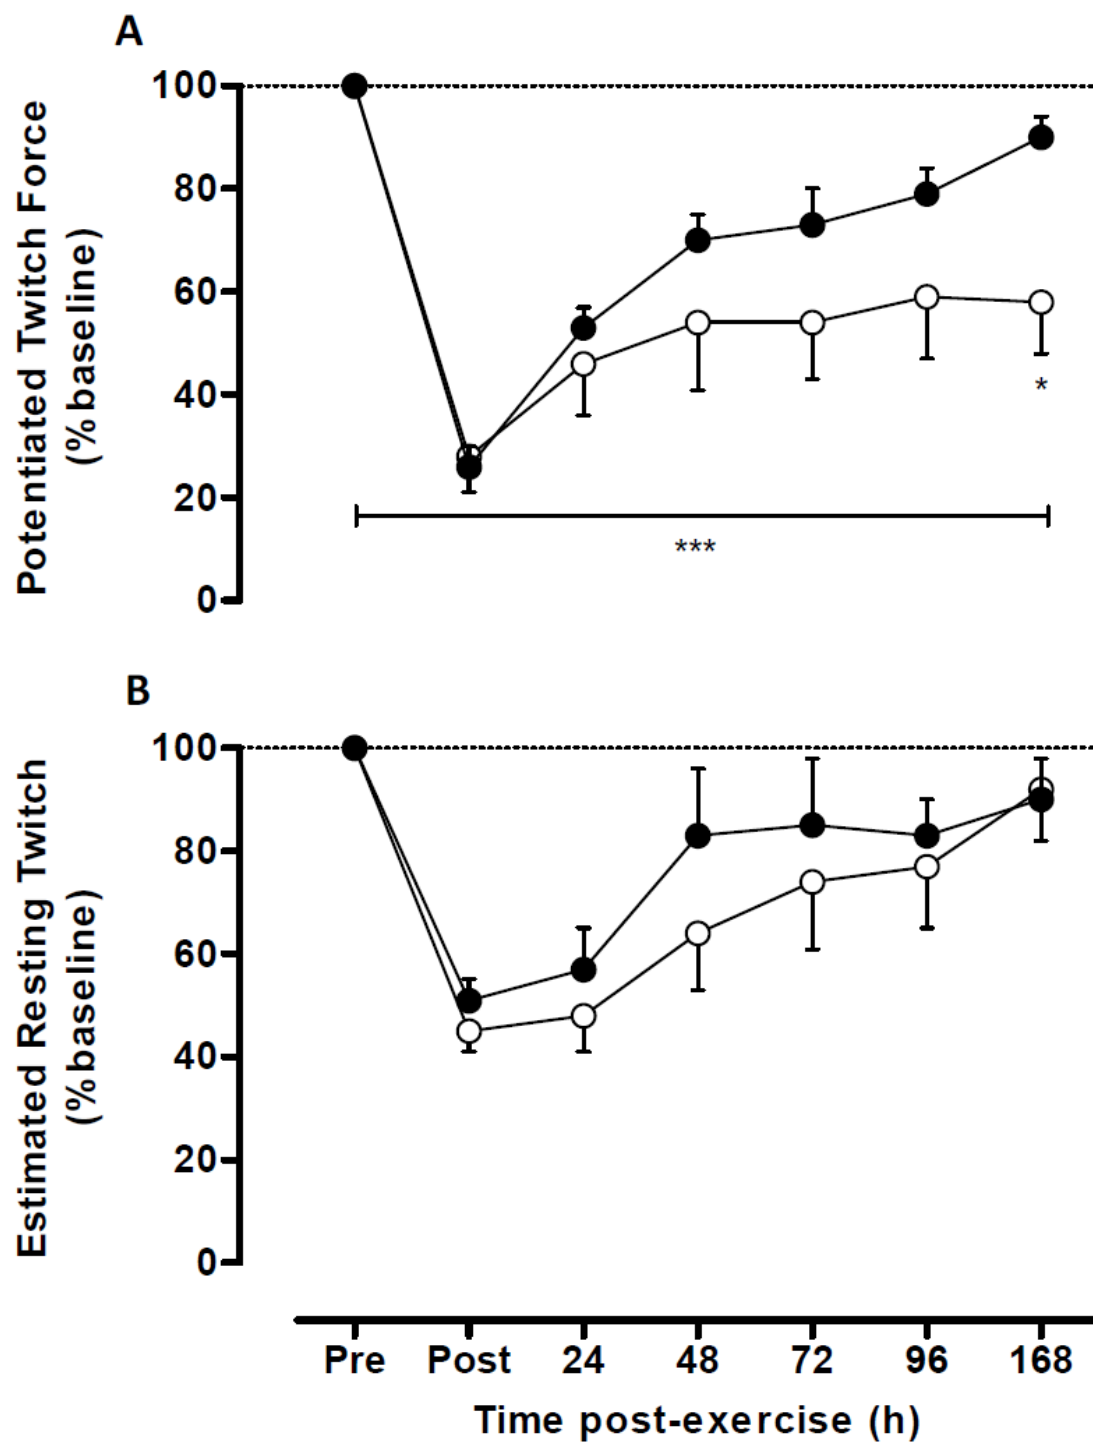 A
Potentiated Twitch Force
(%baseline)
100
80
60
40
20
0
*
***
B
Estimated Resting Twitch
(%baseline)
100
80
60
40
20
0
Pre Post 24 48 72 96 168
Time post-exercise (h)